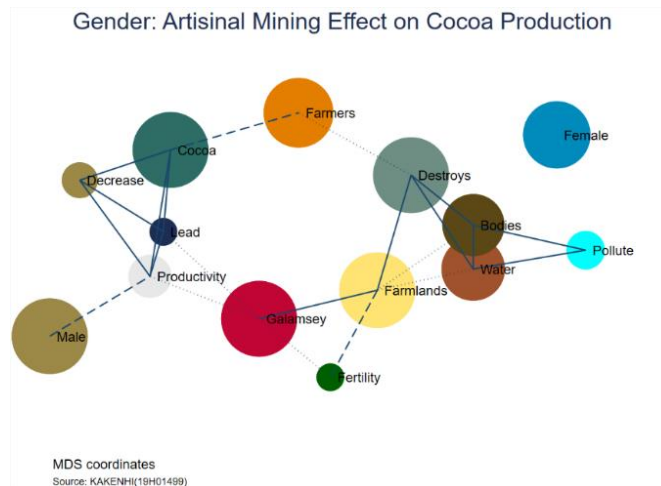 Gender: Artisinal Mining Effect on Cocoa Production
Farmers
Female
Cocoa
Destroys
Decrease
Bodies
Lead
Pollute
Water
Productivity
Farmlands
Galamsey
Male
Fertility
MDS coordinates
Source: KAKENHI(19H01499)